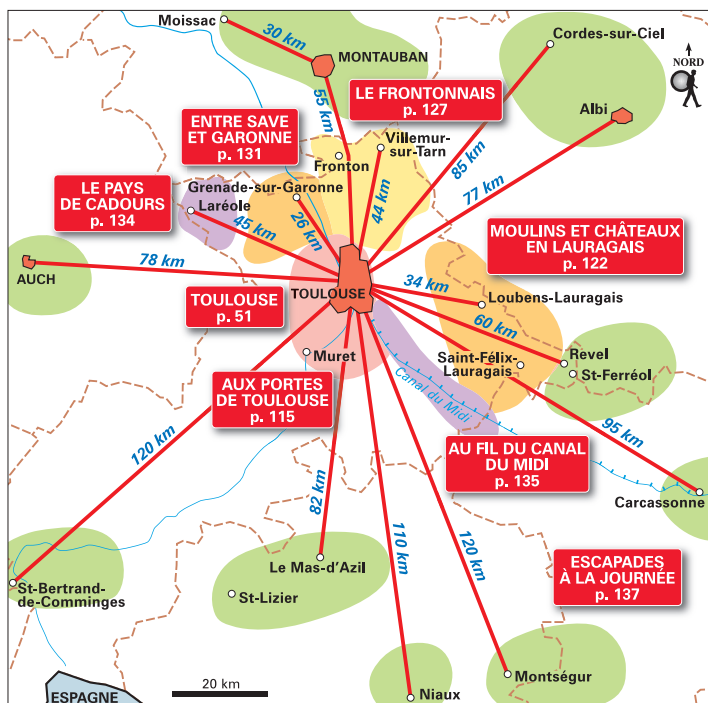 Moissac
30 km
MONTAUBAN
Cordes-sur-Ciel
NORD
Albi
55 km
LE FRONTONNAIS
p. 127
ENTRE SAVE
ET GARONNE
p. 131
Villemur-
sur-Tarn
Fronton
85 km
77 km
44 km
LE PAYS
DE CADOURS
p. 134
Grenade-sur-Garonne
Laréole
45 km
26 km
MOULINS ET CHÂTEAUX
EN LAURAGAIS
p. 122
78 km
AUCH
TOULOUSE
p. 51
TOULOUSE
34 km
Loubens-Lauragais
60 km
Revel
St-Ferréol
Saint-Félix-
Lauragais
Muret
Canal du Midi
AUX PORTES
DE TOULOUSE
p. 115
95 km
AU FIL DU CANAL
DU MIDI
p. 135
Carcassonne
120 km
82 km
110 km
120 km
ESCAPADES
À LA JOURNÉE
p. 137
Le Mas-d'Azil
St-Bertrand-
de-Comminges
St-Lizier
Montségur
Niaux
20 km
ESPAGNE